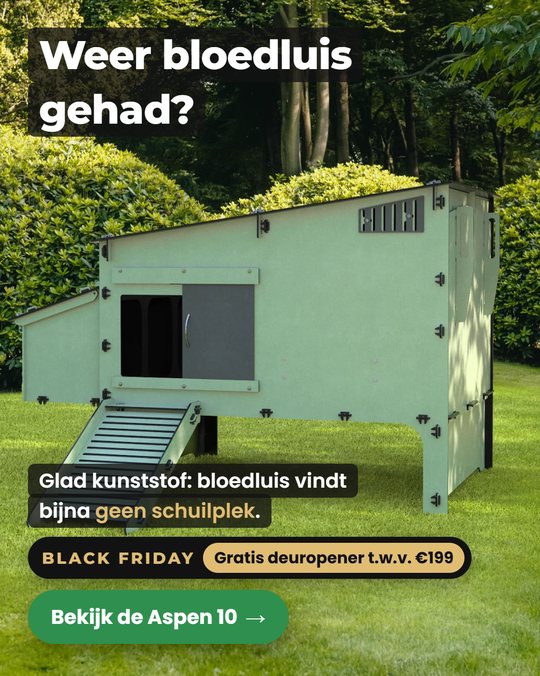 Weer bloedluis
gehad?
Glad kunststof: bloedluis vindt
bijna geen schuilplek.
BLACK FRIDAY Gratis deuropener t.w.v. €199
Bekijk de Aspen 10 →